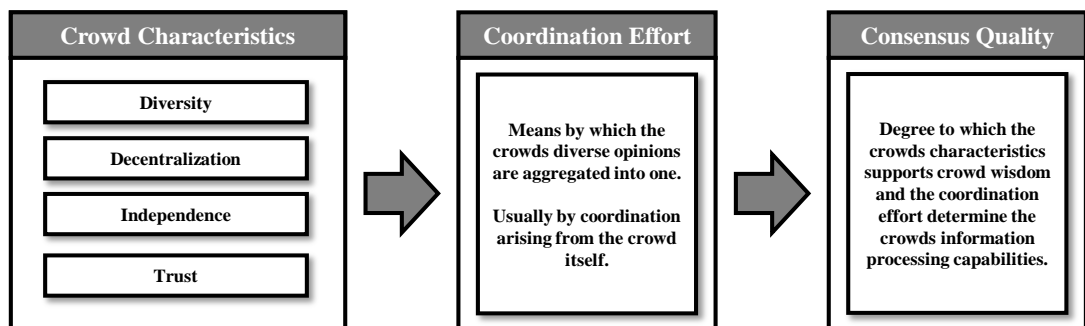 Crowd Characteristics
Diversity
Decentralization
Independence
Trust
Coordination Effort
Means by which the
crowds diverse opinions
are aggregated into one.
Usually by coordination
arising from the crowd
itself.
Consensus Quality
Degree to which the
crowds characteristics
supports crowd wisdom
and the coordination
effort determine the
crowds information
processing capabilities.